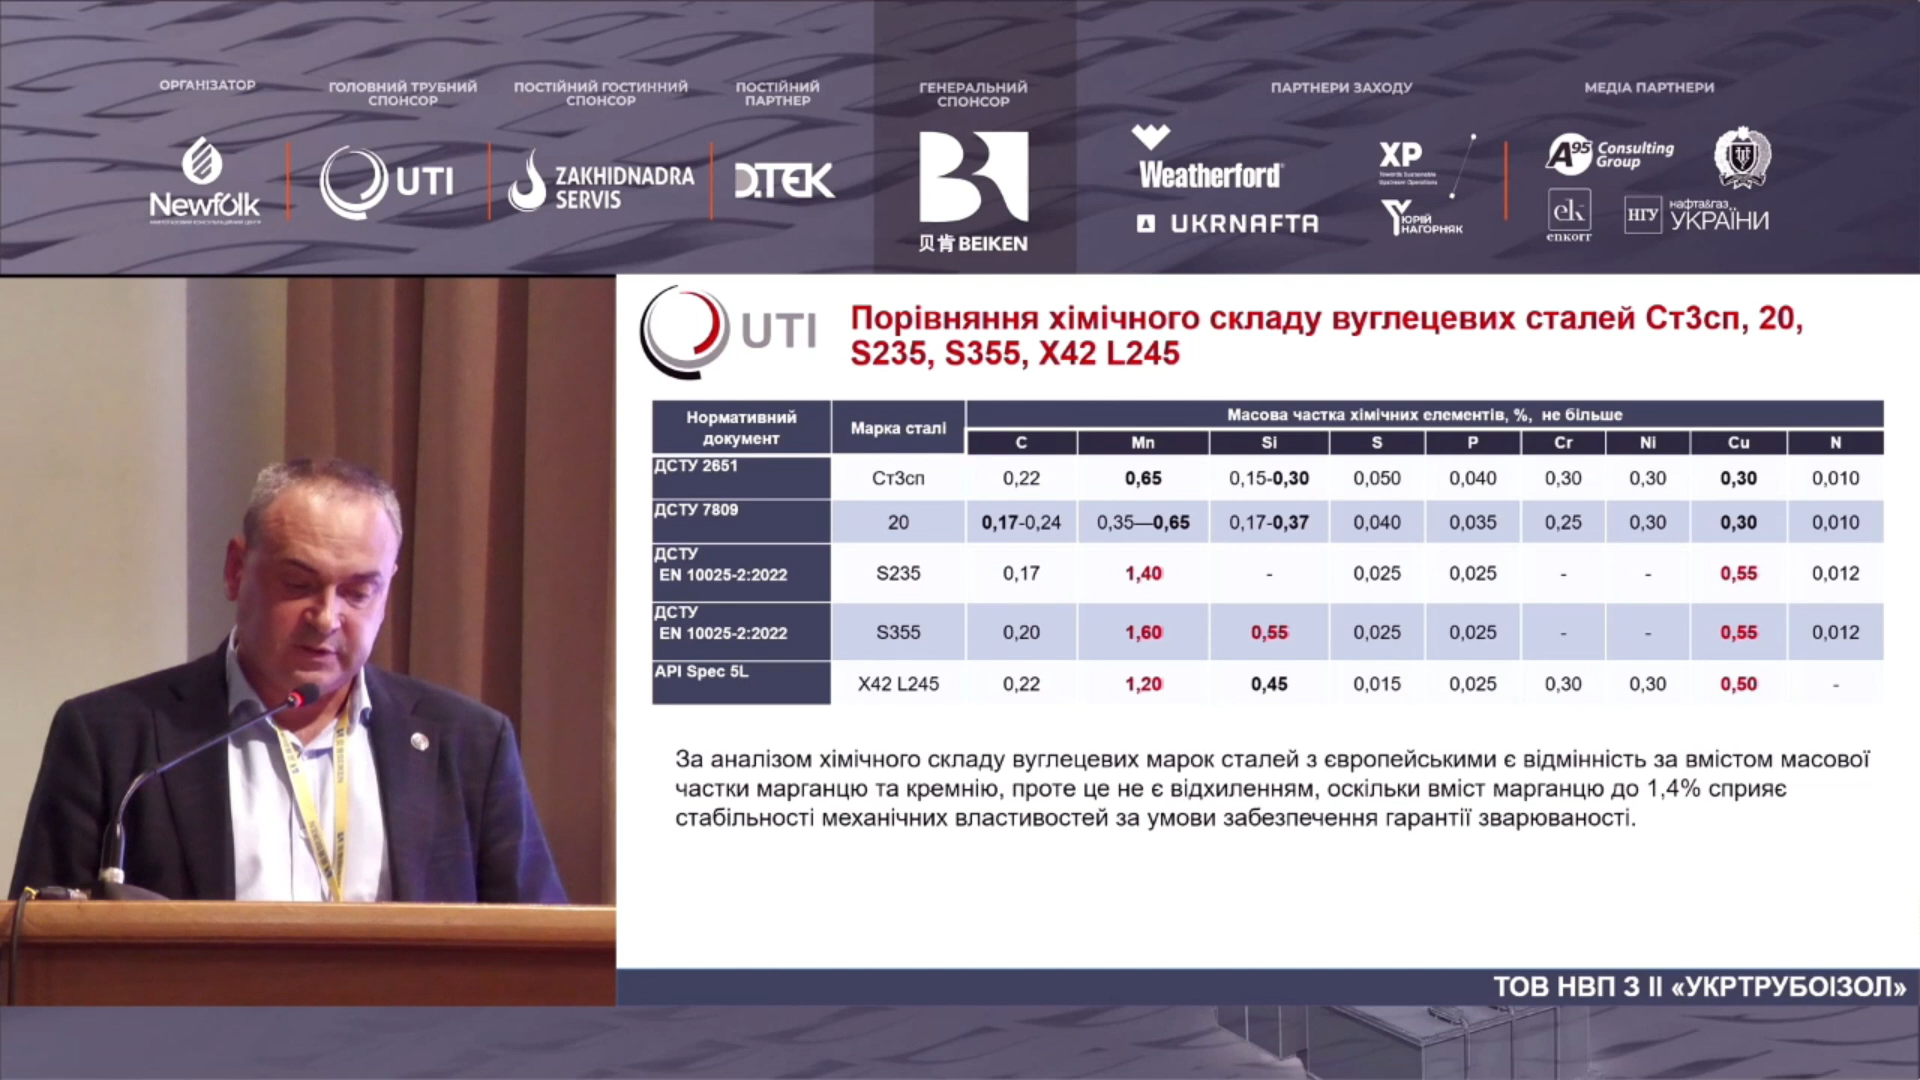 ОРГАНІЗАТОР
ГОЛОВНИЙ ТРУБНИЙ
СПОНСОР
ПОСТІЙНИЙ ГОСТИННИЙ
СПОНСОР
ПОСТІЙНИЙ
ПАРТНЕР
ГЕНЕРАЛЬНИЙ
СПОНСОР
ПАРТНЕРИ ЗАХОДУ
МЕДІА ПАРТНЕРИ
Newfolk
UTI
ZAKHIDNADRA
SERVIS
D.TEK
贝肯 BEIKEN
Weatherford
UKRNAFTA
XP
Towards Sustainable
Upstream Operations
ЮРІЙ
НАГОРНЯК
A95 Consulting
Group
ek
enkorr
НГУ нафта&газ
УКРАЇНИ
UTI
Порівняння хімічного складу вуглецевих сталей Ст3сп, 20,
S235, S355, X42 L245
Нормативний
документ
Марка сталі
Масова частка хімічних елементів, %, не більше
C Mn Si S P Cr Ni Cu N
ДСТУ 2651 Ст3сп 0,22 0,65 0,15-0,30 0,050 0,040 0,30 0,30 0,30 0,010
ДСТУ 7809 20 0,17-0,24 0,35—0,65 0,17-0,37 0,040 0,035 0,25 0,30 0,30 0,010
ДСТУ
EN 10025-2:2022 S235 0,17 1,40 - 0,025 0,025 - - 0,55 0,012
ДСТУ
EN 10025-2:2022 S355 0,20 1,60 0,55 0,025 0,025 - - 0,55 0,012
API Spec 5L X42 L245 0,22 1,20 0,45 0,015 0,025 0,30 0,30 0,50 -
За аналізом хімічного складу вуглецевих марок сталей з європейськими є відмінність за вмістом масової
частки марганцю та кремнію, проте це не є відхиленням, оскільки вміст марганцю до 1,4% сприяє
стабільності механічних властивостей за умови забезпечення гарантії зварюваності.
ТОВ НВП З ІІ «УКРТРУБОІЗОЛ»